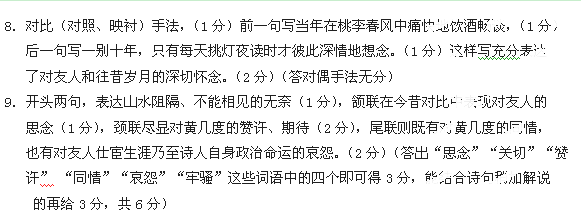 8. 对比（对照、映衬）手法，（1 分）前一句写当年在桃李春风中痛快地饮酒畅谈，（1 分，
后一句写一别十年，只有每天挑灯夜读时才彼此深情地想念。（1 分）这样写充分表达
了对友人和往昔岁月的深切怀念。（2 分）（答对偶手法无分）
9. 开头两句，表达山水阻隔、不能相见的无奈（1 分），颔联在今昔对比中 现对友人的
思念（1 分），颈联尽显对黄几度的赞许、期待（2 分），尾联则既有对黄几度的同情，
也有对友人仕宦生涯乃至诗人自身政治命运的哀怨。（2 分）（答出“思念”“关切”“赞
许” “同情”“哀怨”“牢骚”这些词语中的四个即可得 3 分，能结合诗句 加解说
的再给 3 分，共 6 分）